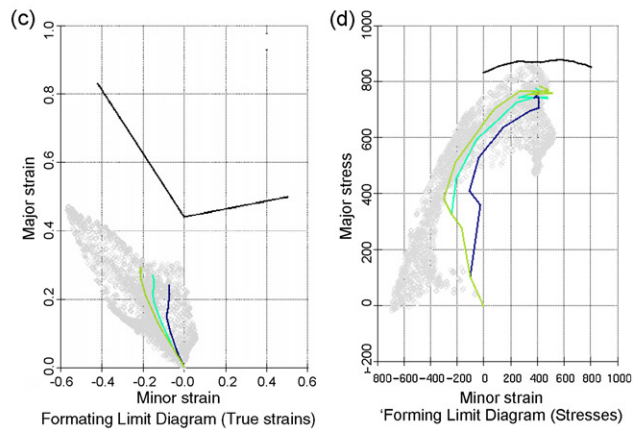 (c)
1.0
0.8
0.6
0.4
0.2
0.0
Major strain
-0.6 -0.4 -0.2 -0.0 0.2 0.4 0.6
Minor strain
Formating Limit Diagram (True strains)
(d)
1000
800
600
400
200
0
-200
Major stress
800 -600 -400 -200 0 200 400 600 800
Minor strain
'Forming Limit Diagram (Stresses)